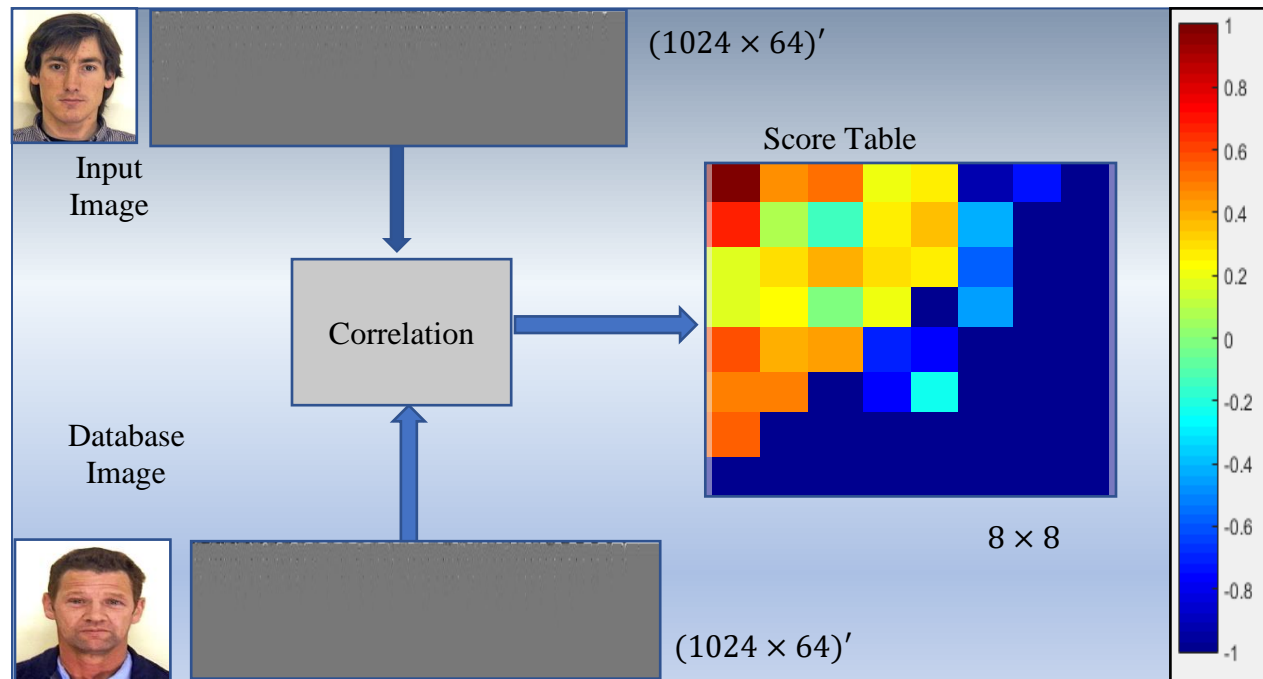 (1024 × 64)′
Input
Image
Score Table
Correlation
Database
Image
8 × 8
(1024 × 64)′
1
0.8
0.6
0.4
0.2
0
-0.2
-0.4
-0.6
-0.8
-1